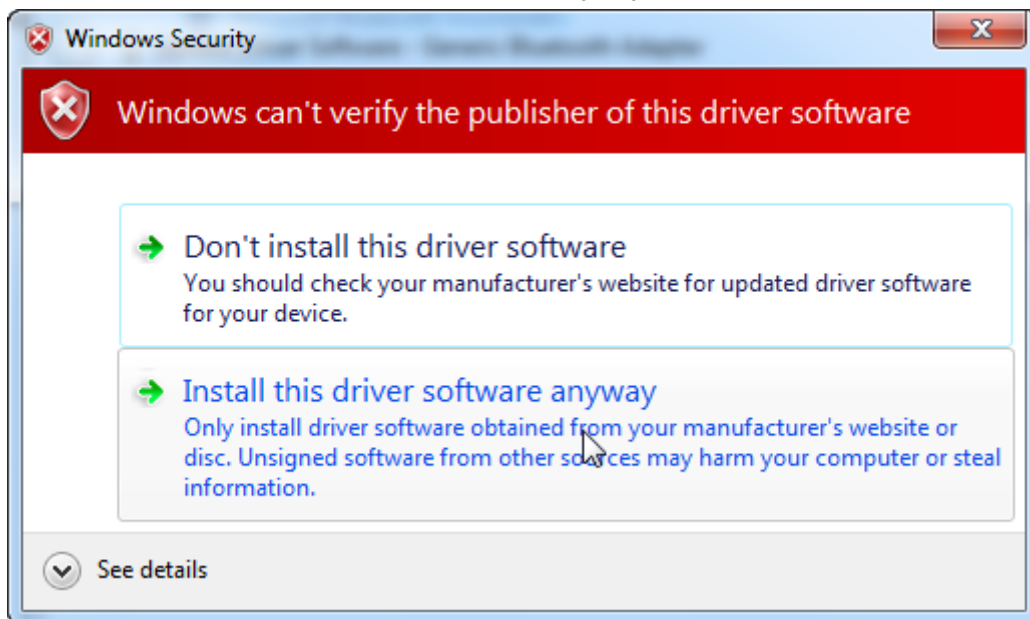 Windows Security
Windows can't verify the publisher of this driver software
Don't install this driver software
You should check your manufacturer's website for updated driver software
for your device.
Install this driver software anyway
Only install driver software obtained from your manufacturer's website or
disc. Unsigned software from other sources may harm your computer or steal
information.
See details